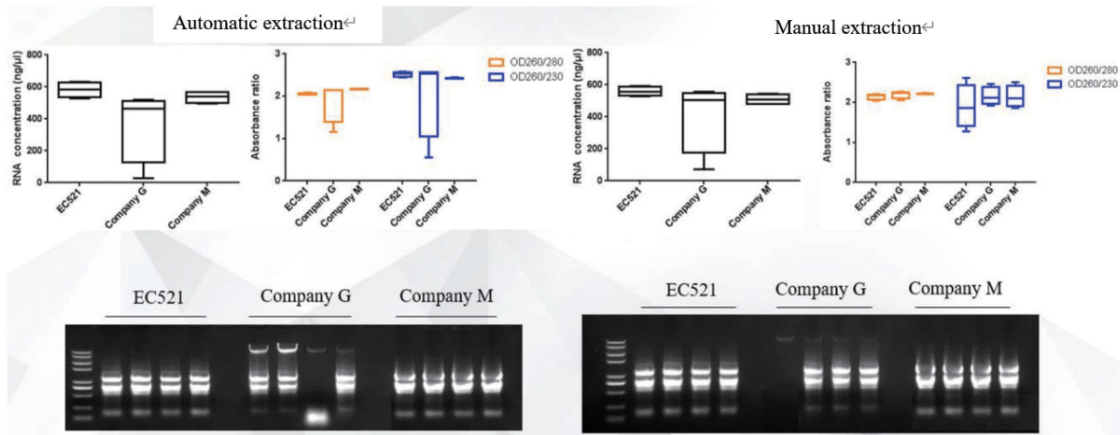 Automatic extraction↵
Manual extraction↵
RNA concentration (ng/μl)
800
600
400
200
0
EC521
Company G
Company M
Absorbance ratio
3
2
1
0
EC521
Company G
Company M
EC521
Company G
Company M
OD260/280
OD260/230
RNA concentration (ng/μl)
800
600
400
200
0
EC521
Company G
Company M
Absorbance ratio
3
2
1
0
EC521
Company G
Company M
EC521
Company G
Company M
OD260/280
OD260/230
EC521
Company G
Company M
EC521
Company G
Company M